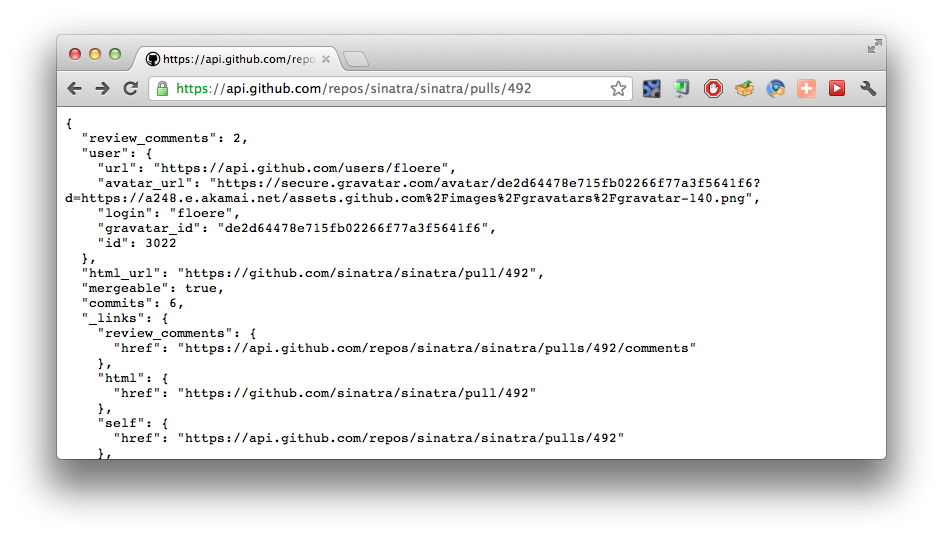 https://api.github.com/repo
https://api.github.com/repos/sinatra/sinatra/pulls/492
{
  "review_comments": 2,
  "user": {
    "url": "https://api.github.com/users/floere",
    "avatar_url": "https://secure.gravatar.com/avatar/de2d64478e715fb02266f77a3f5641f6?
d=https://a248.e.akamai.net/assets.github.com%2Fimages%2Fgravatars%2Fgravatar-140.png",
    "login": "floere",
    "gravatar_id": "de2d64478e715fb02266f77a3f5641f6",
    "id": 3022
  },
  "html_url": "https://github.com/sinatra/sinatra/pull/492",
  "mergeable": true,
  "commits": 6,
  "_links": {
    "review_comments": {
      "href": "https://api.github.com/repos/sinatra/sinatra/pulls/492/comments"
    },
    "html": {
      "href": "https://github.com/sinatra/sinatra/pull/492"
    },
    "self": {
      "href": "https://api.github.com/repos/sinatra/sinatra/pulls/492"
    },